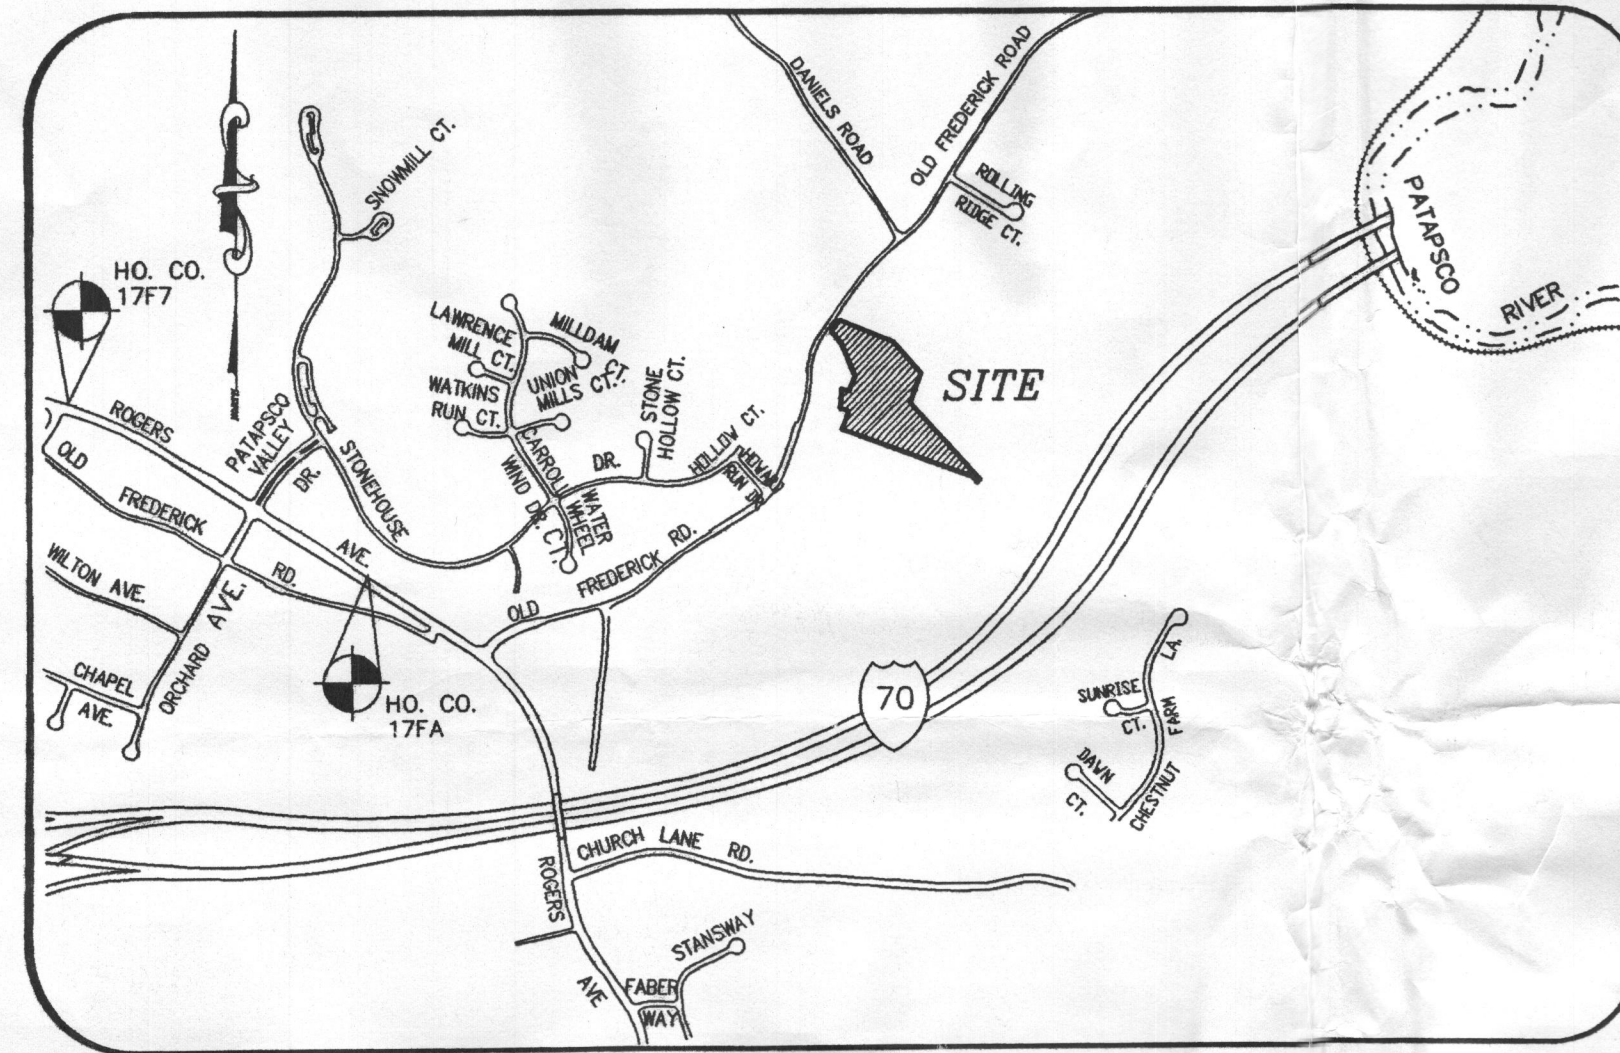 DANIELS ROAD
OLD FREDERICK ROAD
ROLLING
RIDGE CT.
SNOWMILL CT.
PATAPSCO
RIVER
HO. CO.
17F7
LAWRENCE
MILL CT.
MILLDAM
CT.
UNION
MILLS CT.
WATKINS
RUN CT.
STONE
HOLLOW CT.
SITE
ROGERS
AVE.
PATAPSCO
VALLEY
DR.
STONEHOUSE
DR.
CARROLL
WIND DR.
WATER
WHEEL
CT.
HOLLOW CT.
HOWARD
RUN DR.
OLD
FREDERICK
RD.
OLD
FREDERICK
RD.
WILTON AVE.
ORCHARD AVE.
CHAPEL
AVE.
HO. CO.
17FA
70
SUNRISE
CT.
DAWN
CT.
CHESTNUT
FARM
LA.
CHURCH LANE RD.
ROGERS
AVE
STANSWAY
FABER
WAY